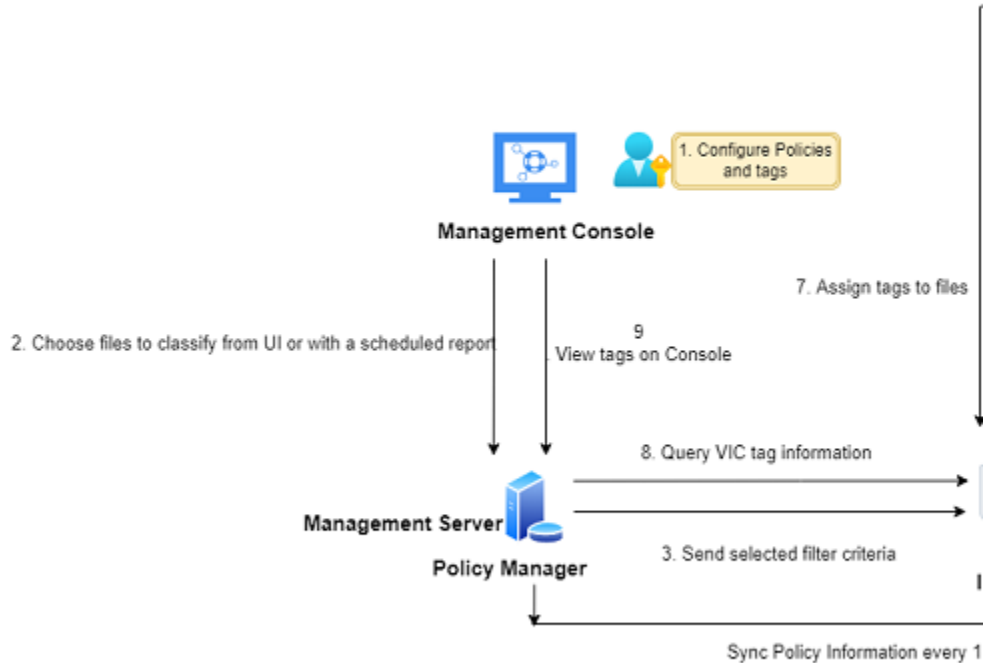 1. Configure Policies
and tags
Management Console
7. Assign tags to files
2. Choose files to classify from UI or with a scheduled report
9
View tags on Console
8. Query VIC tag information
Management Server
3. Send selected filter criteria
Policy Manager
I
Sync Policy Information every 1